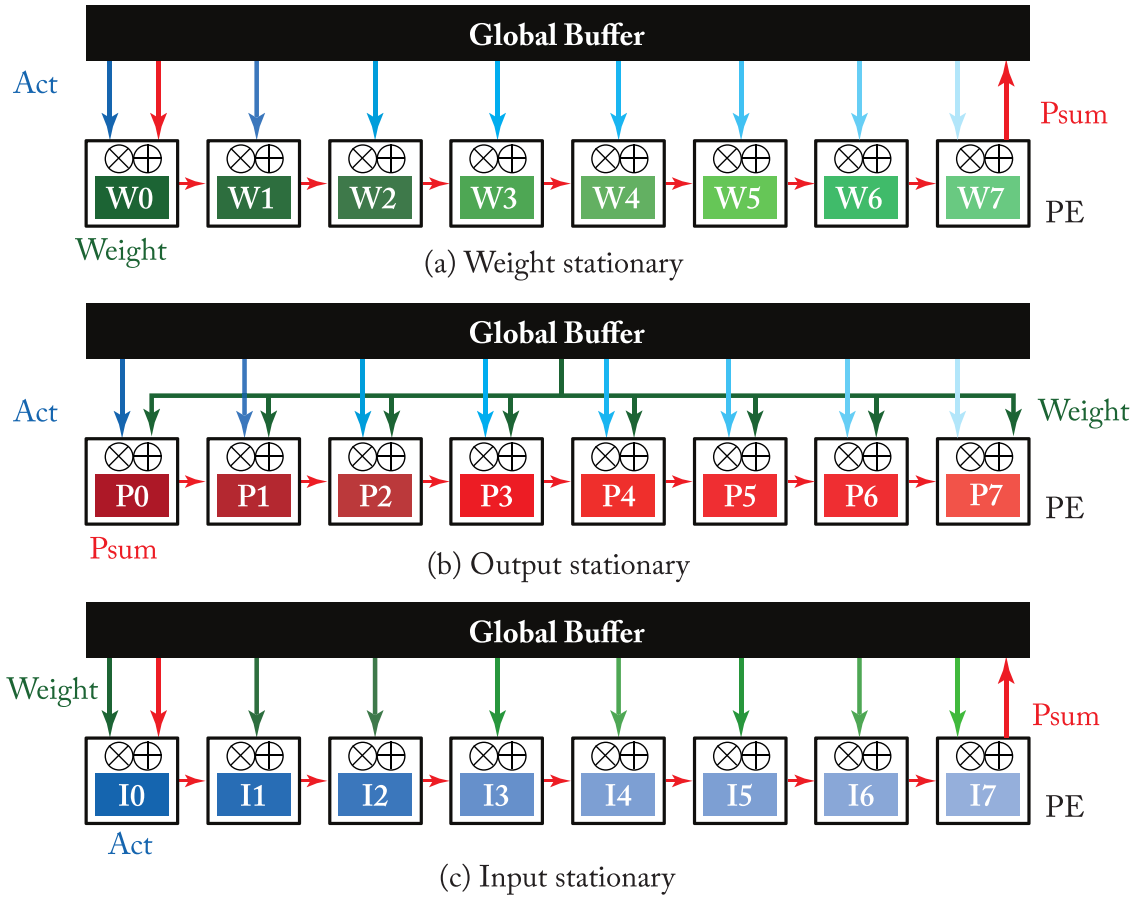 Global Buffer
Act
Psum
W0 W1 W2 W3 W4 W5 W6 W7
PE
Weight
(a) Weight stationary
Global Buffer
Act
Weight
P0 P1 P2 P3 P4 P5 P6 P7
PE
Psum
(b) Output stationary
Global Buffer
Weight
Psum
I0 I1 I2 I3 I4 I5 I6 I7
PE
Act
(c) Input stationary